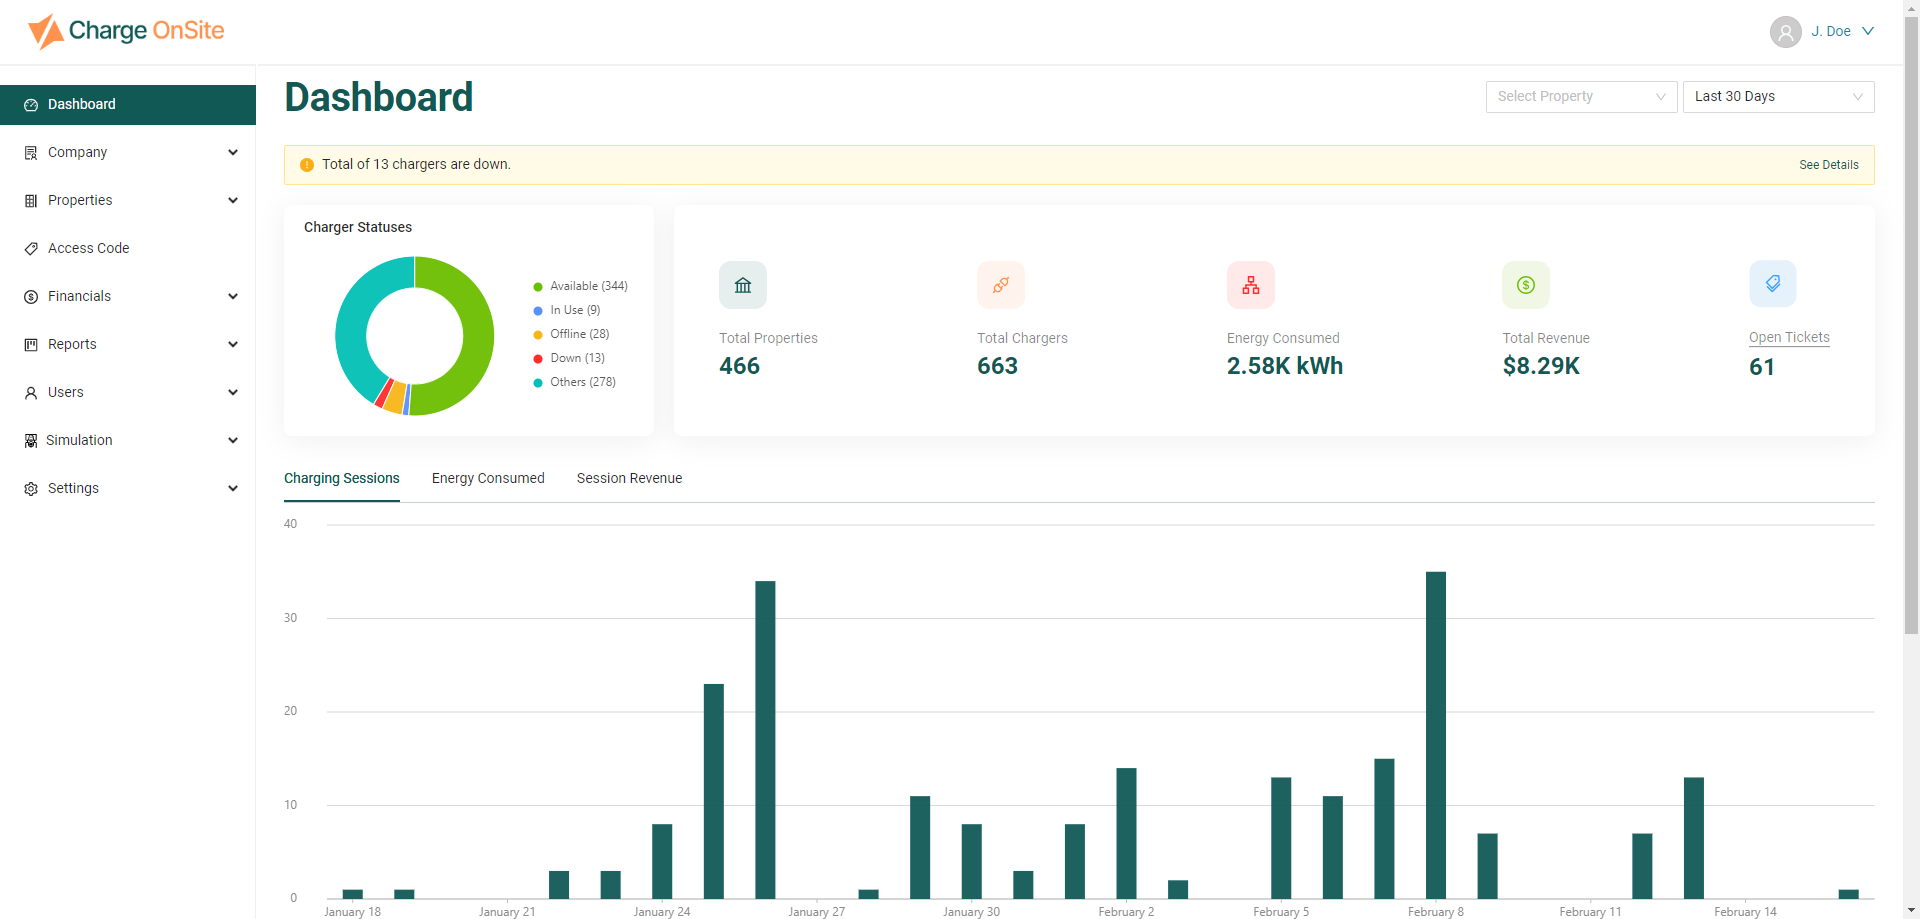 Charge OnSite
J. Doe
Dashboard
Company
Properties
Access Code
Financials
Reports
Users
Simulation
Settings
Dashboard
Select Property
Last 30 Days
Total of 13 chargers are down.
See Details
Charger Statuses
Available (344)
In Use (9)
Offline (28)
Down (13)
Others (278)
Total Properties
466
Total Chargers
663
Energy Consumed
2.58K kWh
Total Revenue
$8.29K
Open Tickets
61
Charging Sessions
Energy Consumed
Session Revenue
40
30
20
10
0
January 18
January 21
January 24
January 27
January 30
February 2
February 5
February 8
February 11
February 14